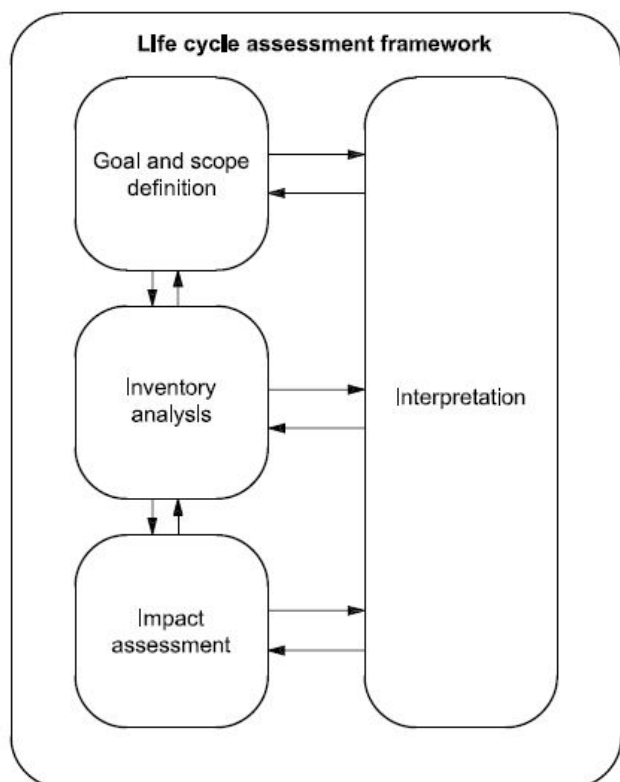 Life cycle assessment framework
Goal and scope
definition
Inventory
analysis
Interpretation
Impact
assessment